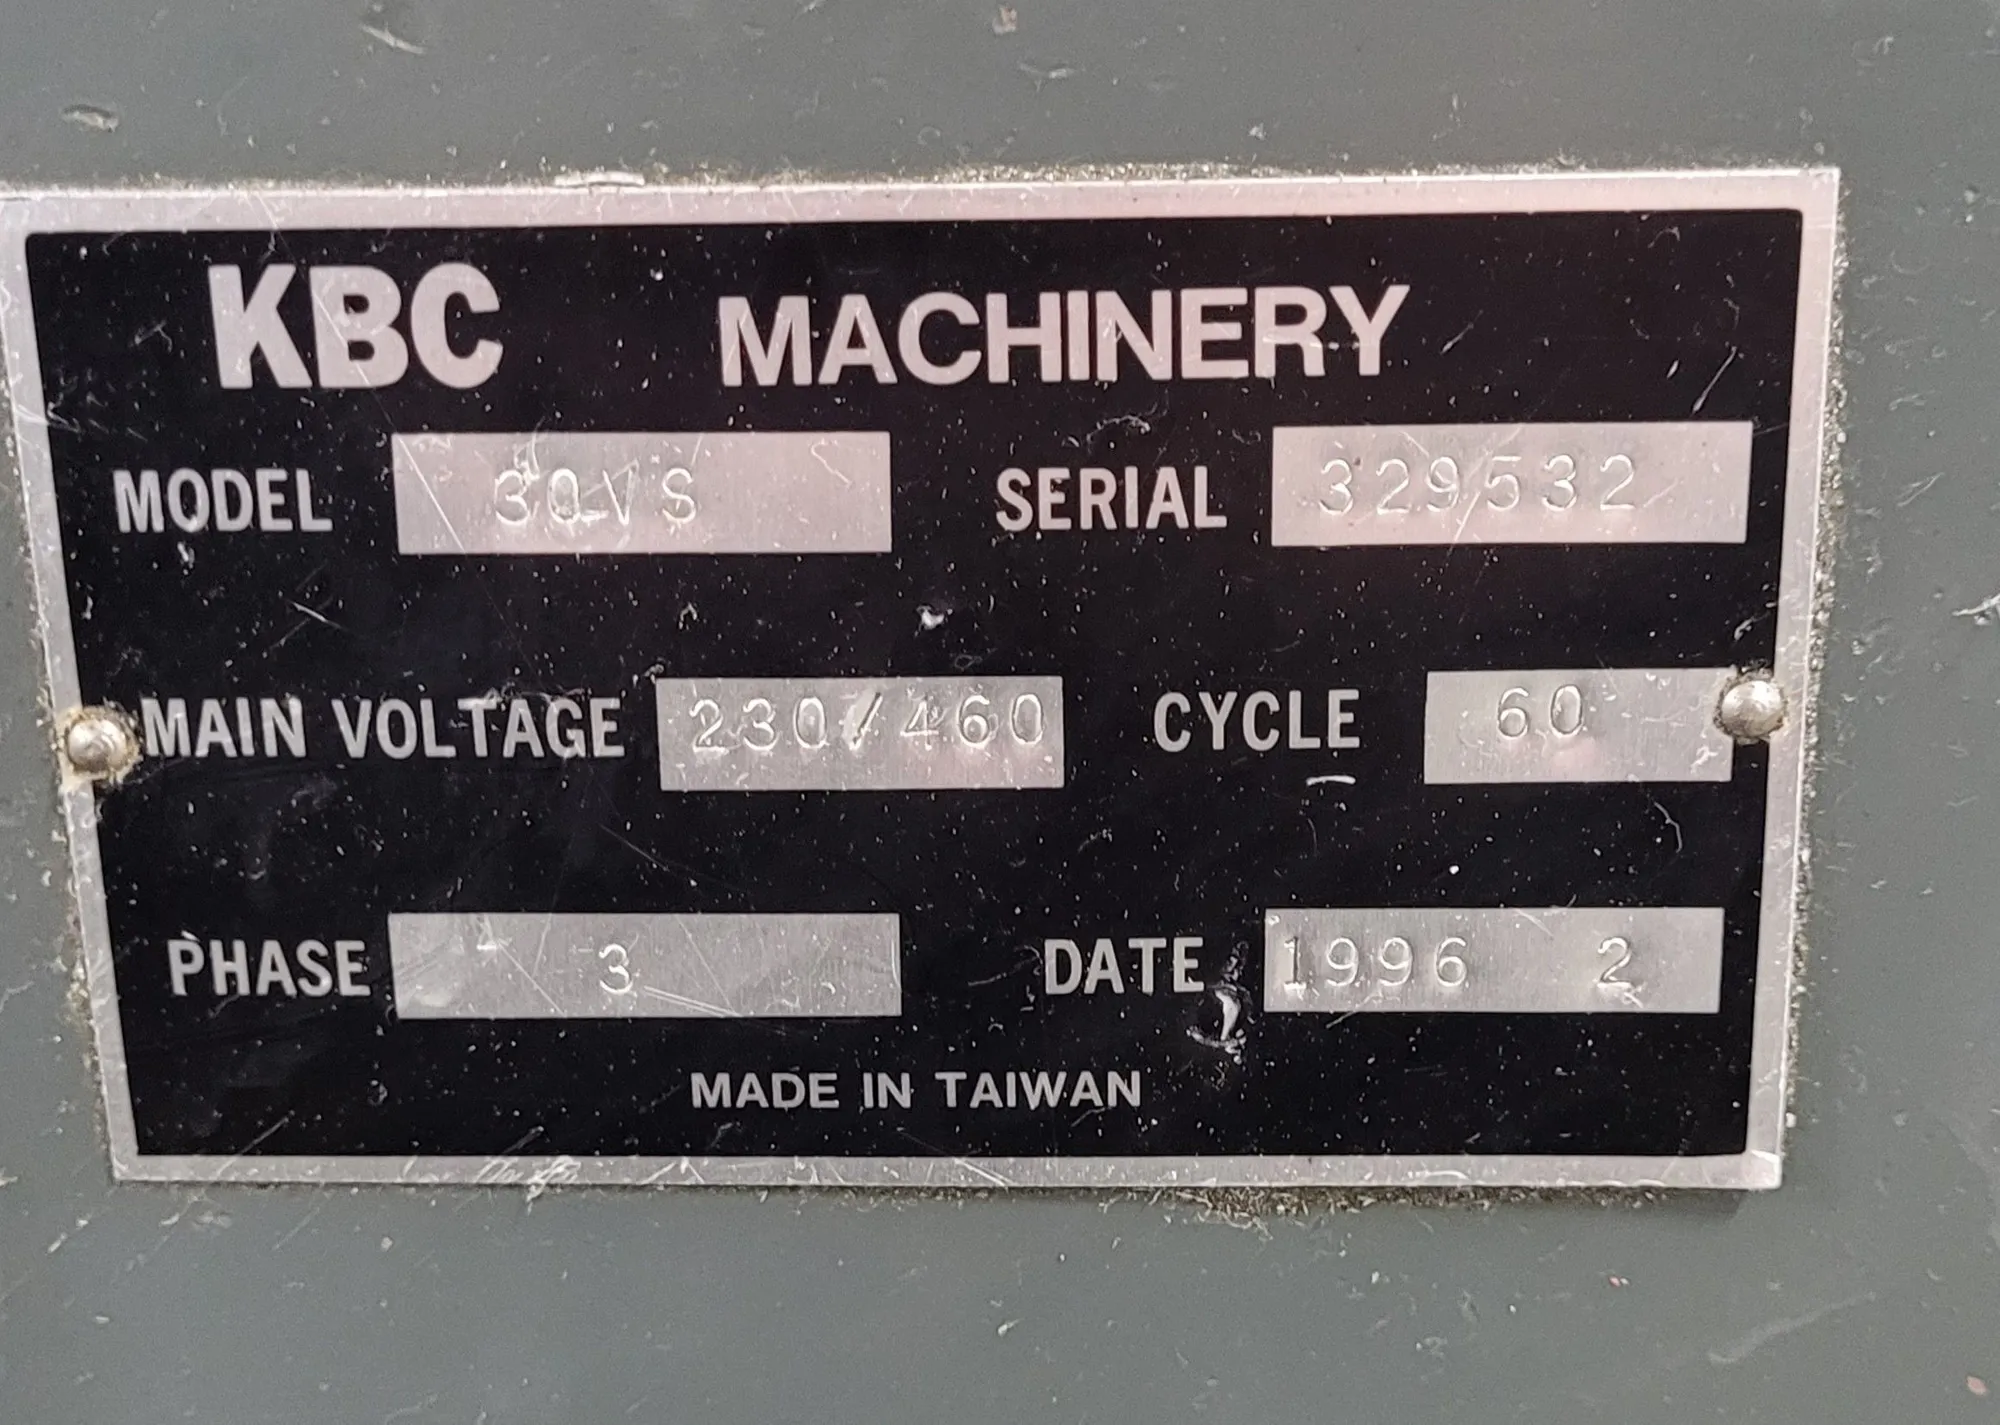 KBC MACHINERY
MODEL 30VS SERIAL 329532
MAIN VOLTAGE 230/460 CYCLE 60
PHASE 3 DATE 1996 2
MADE IN TAIWAN